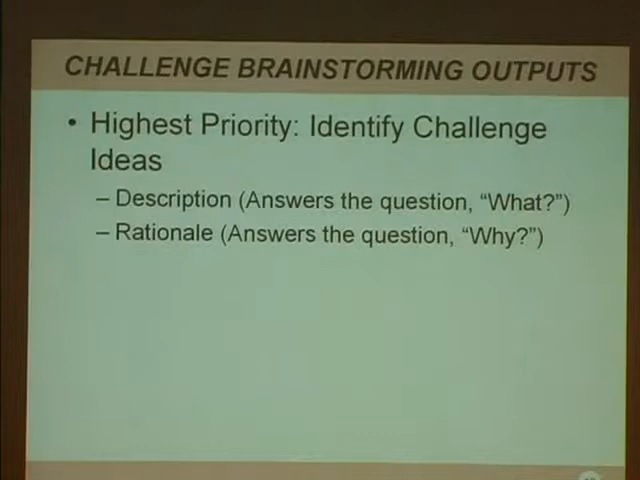 CHALLENGE BRAINSTORMING OUTPUTS
• Highest Priority: Identify Challenge
Ideas
– Description (Answers the question, “What?”)
– Rationale (Answers the question, “Why?”)